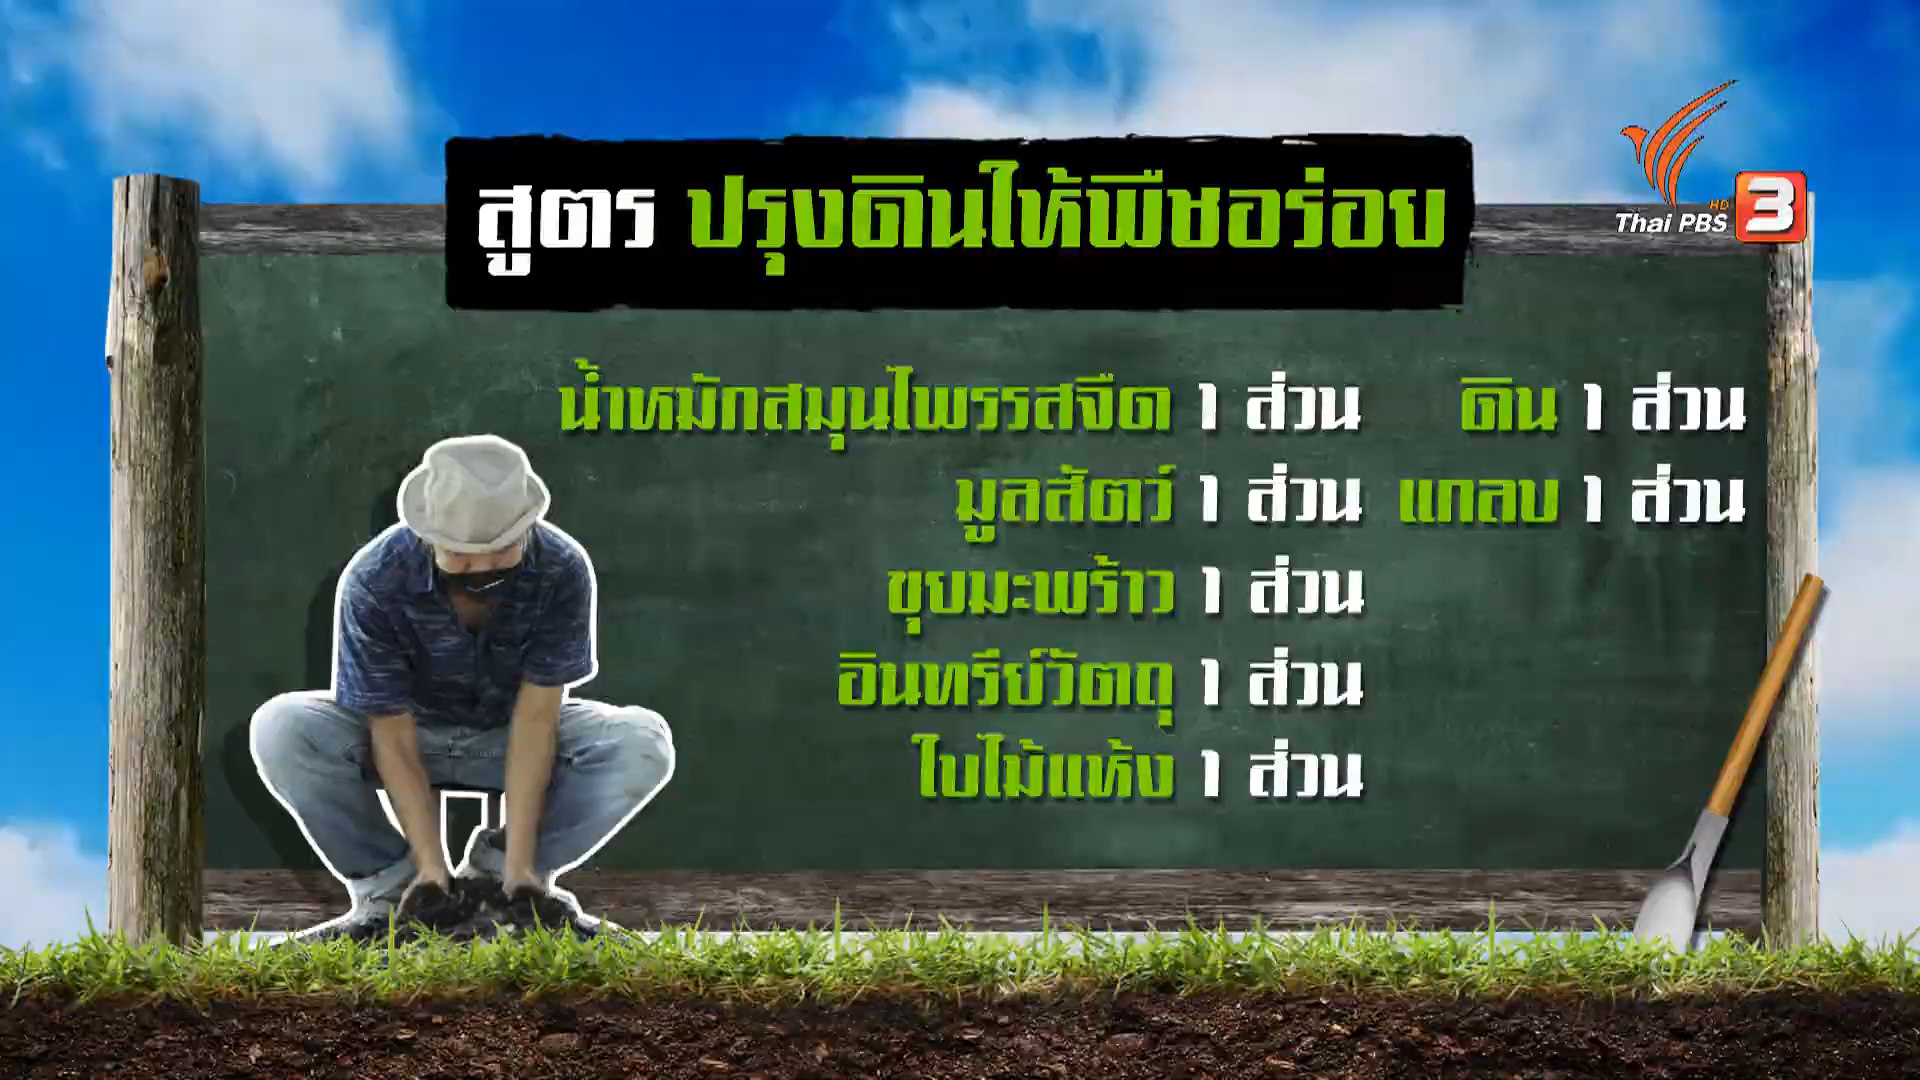 สูตร ปรุงดินให้พืชอร่อย
HD
Thai PBS 3
น้ำหมักสมุนไพรรสจืด 1 ส่วน ดิน 1 ส่วน
มูลสัตว์ 1 ส่วน แกลบ 1 ส่วน
ขุยมะพร้าว 1 ส่วน
อินทรีย์วัตถุ 1 ส่วน
ใบไม้แห้ง 1 ส่วน